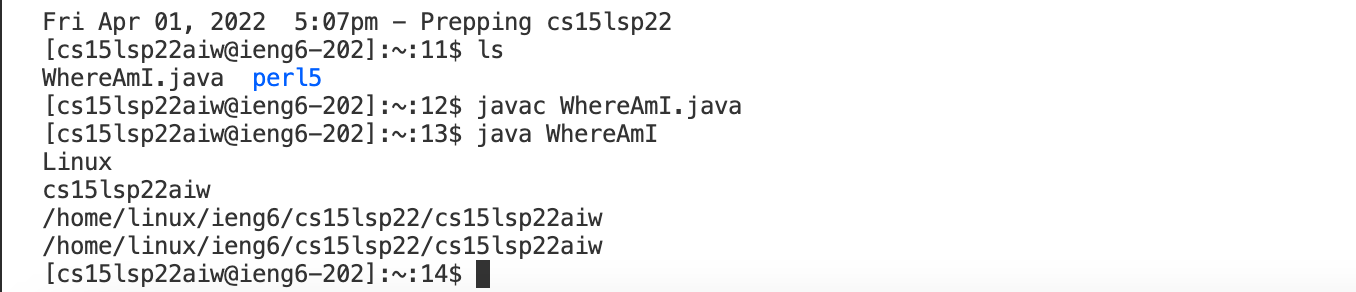 Fri Apr 01, 2022  5:07pm – Prepping cs15lsp22
[cs15lsp22aiw@ieng6-202]:~:11$ ls
WhereAmI.java  perl5
[cs15lsp22aiw@ieng6-202]:~:12$ javac WhereAmI.java
[cs15lsp22aiw@ieng6-202]:~:13$ java WhereAmI
Linux
cs15lsp22aiw
/home/linux/ieng6/cs15lsp22/cs15lsp22aiw
/home/linux/ieng6/cs15lsp22/cs15lsp22aiw
[cs15lsp22aiw@ieng6-202]:~:14$